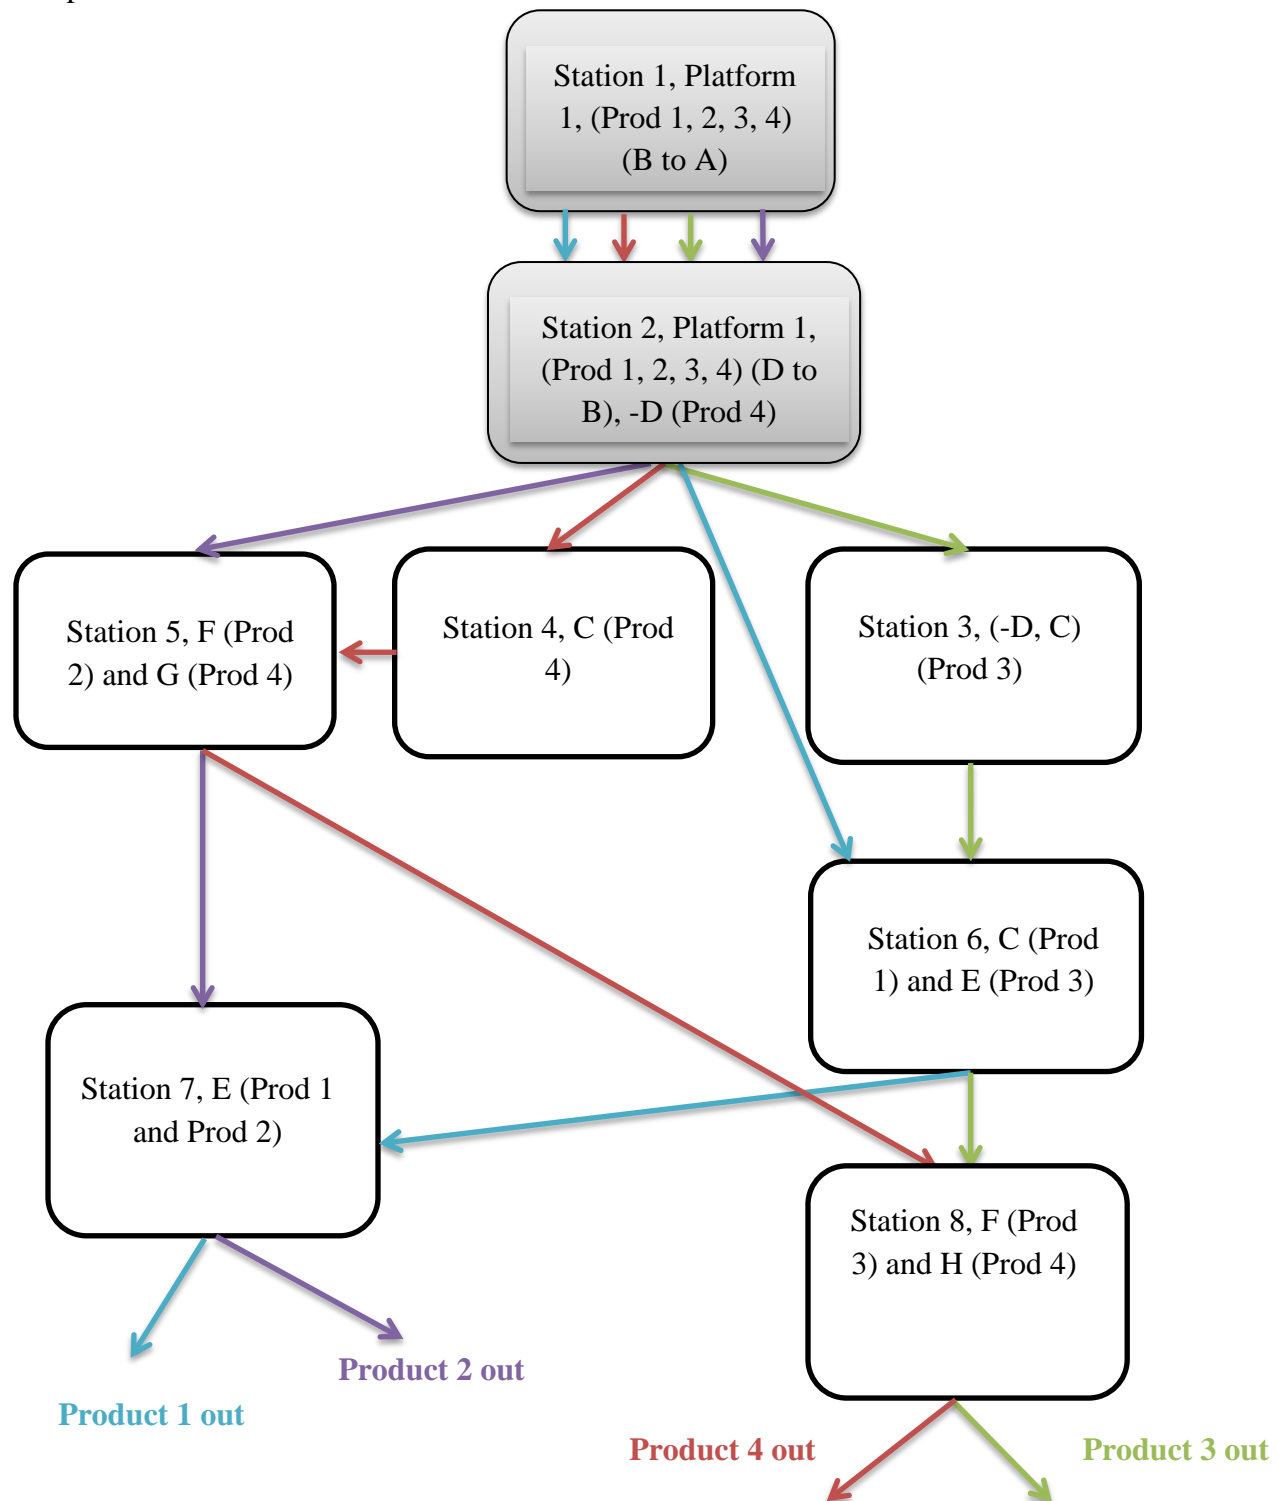 Station 1, Platform
1, (Prod 1, 2, 3, 4)
(B to A)
Station 2, Platform 1,
(Prod 1, 2, 3, 4) (D to
B), -D (Prod 4)
Station 5, F (Prod
2) and G (Prod 4)
Station 4, C (Prod
4)
Station 3, (-D, C)
(Prod 3)
Station 6, C (Prod
1) and E (Prod 3)
Station 7, E (Prod 1
and Prod 2)
Station 8, F (Prod
3) and H (Prod 4)
Product 2 out
Product 1 out
Product 4 out
Product 3 out